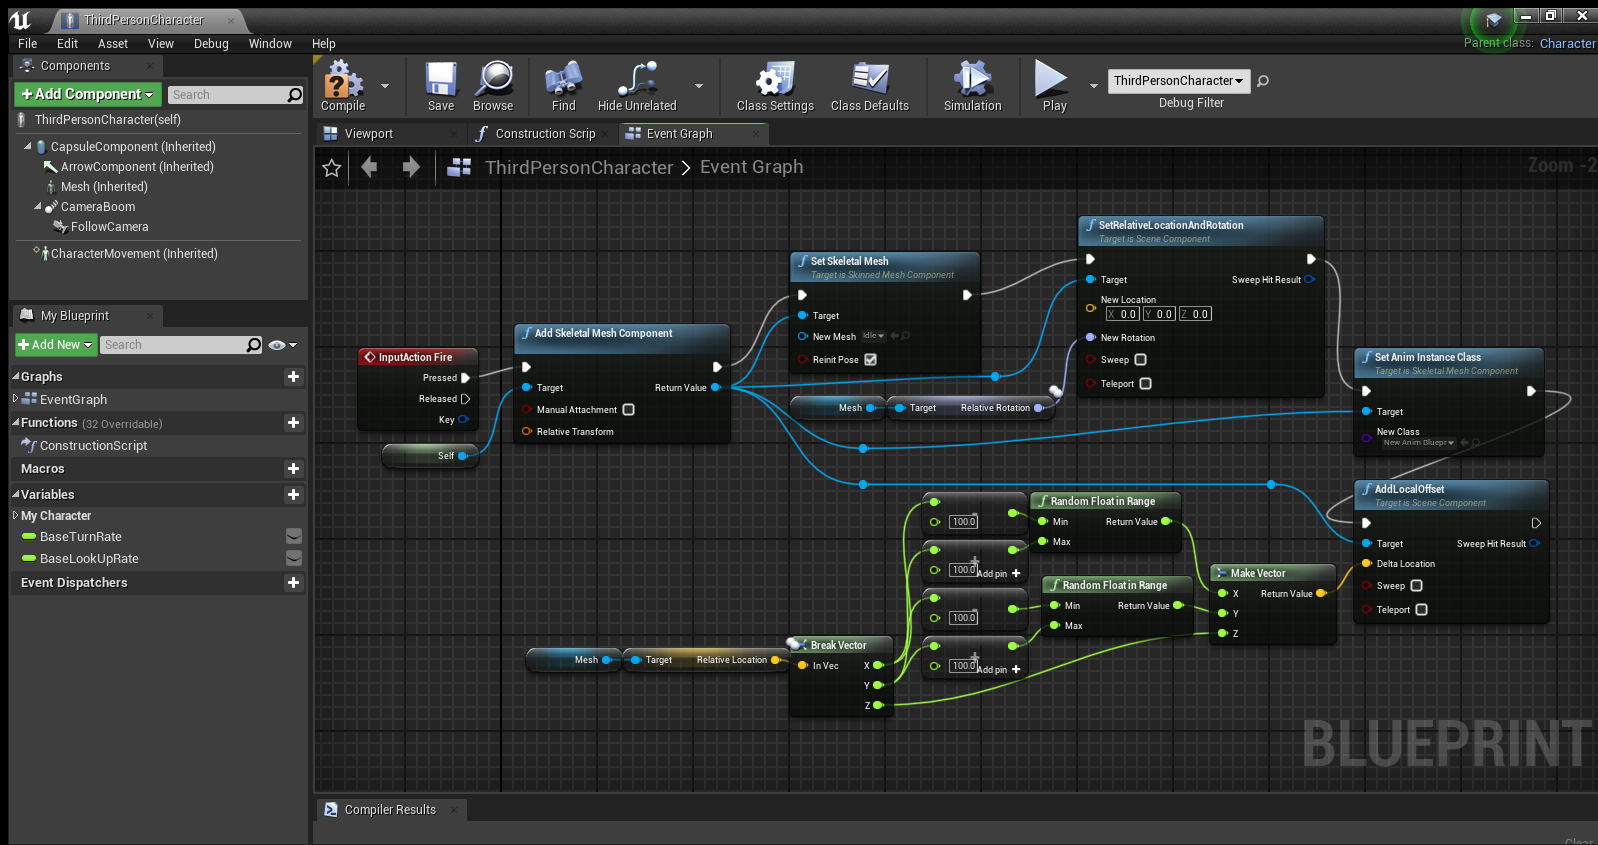 ThirdPersonCharacter
Parent class: Character
File Edit Asset View Debug Window Help
Components
Add Component
Search
ThirdPersonCharacter(self)
CapsuleComponent (Inherited)
ArrowComponent (Inherited)
Mesh (Inherited)
CameraBoom
FollowCamera
CharacterMovement (Inherited)
My Blueprint
Add New
Search
Graphs
EventGraph
Functions (32 Overridable)
ConstructionScript
Macros
Variables
My Character
BaseTurnRate
BaseLookUpRate
Event Dispatchers
Compile Save Browse Find Hide Unrelated Class Settings Class Defaults Simulation Play
ThirdPersonCharacter
Debug Filter
Viewport Construction Scrip Event Graph
ThirdPersonCharacter > Event Graph
Zoom -2
InputAction Fire
Pressed
Released
Key
Self
Add Skeletal Mesh Component
Target Return Value
Manual Attachment
Relative Transform
Set Skeletal Mesh
Target is Skinned Mesh Component
Target
New Mesh Idle
Reinit Pose
Mesh Target Relative Rotation
SetRelativeLocationAndRotation
Target is Scene Component
Target Sweep Hit Result
New Location
X 0.0 Y 0.0 Z 0.0
New Rotation
Sweep
Teleport
Set Anim Instance Class
Target is Skeletal Mesh Component
Target
New Class
New Anim Bluepr
AddLocalOffset
Target is Scene Component
Target Sweep Hit Result
Delta Location
Sweep
Teleport
100.0
100.0
Add pin +
100.0
100.0
Add pin +
Random Float in Range
Min Return Value
Max
Random Float in Range
Min Return Value
Max
Make Vector
X Return Value
Y
Z
Mesh Target Relative Location
Break Vector
In Vec X
Y
Z
BLUEPRINT
Compiler Results
Clear